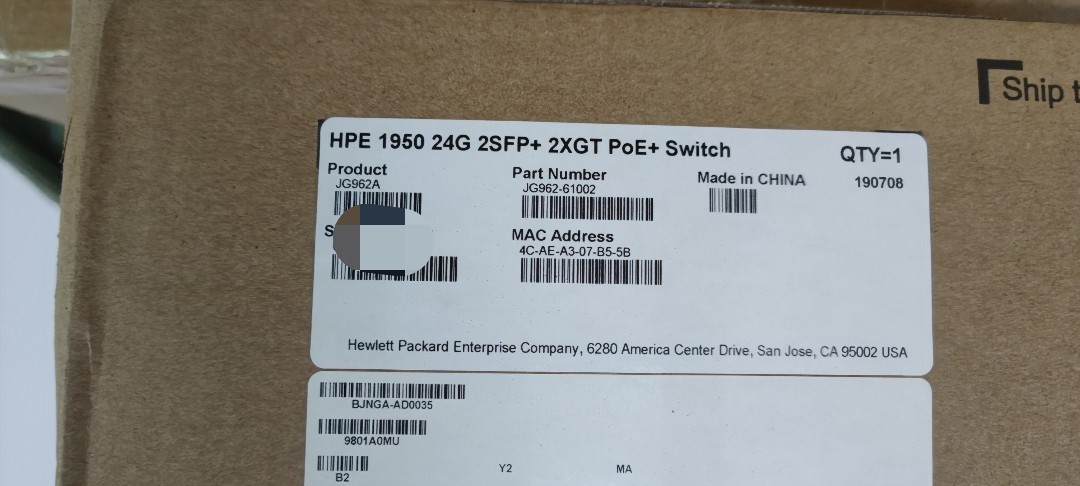 Ship t
HPE 1950 24G 2SFP+ 2XGT PoE+ Switch
QTY=1
Product
JG962A
Part Number
JG962-61002
Made in CHINA
190708
S
MAC Address
4C-AE-A3-07-B5-5B
Hewlett Packard Enterprise Company, 6280 America Center Drive, San Jose, CA 95002 USA
BJNGA-AD0035
9801A0MU
B2
Y2
MA